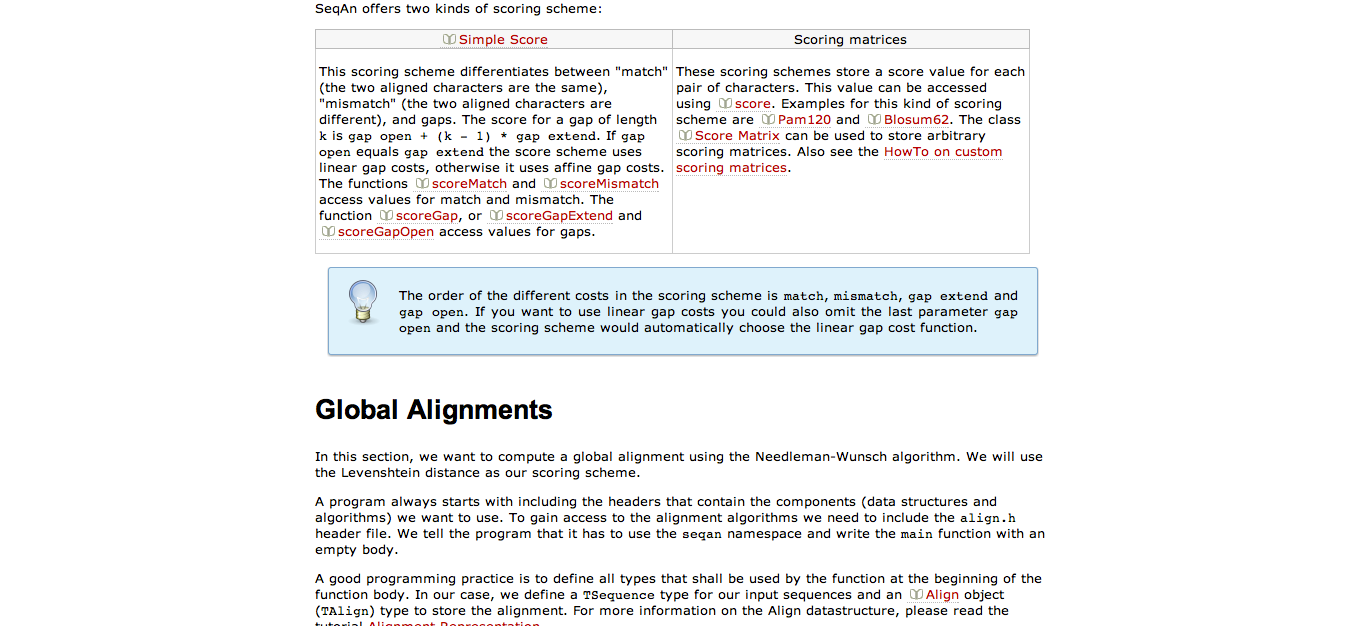 SeqAn offers two kinds of scoring scheme:
Simple Score
Scoring matrices
This scoring scheme differentiates between "match"
(the two aligned characters are the same),
"mismatch" (the two aligned characters are
different), and gaps. The score for a gap of length
k is gap open + (k - 1) * gap extend. If gap
open equals gap extend the score scheme uses
linear gap costs, otherwise it uses affine gap costs.
The functions scoreMatch and scoreMismatch
access values for match and mismatch. The
function scoreGap, or scoreGapExtend and
scoreGapOpen access values for gaps.
These scoring schemes store a score value for each
pair of characters. This value can be accessed
using score. Examples for this kind of scoring
scheme are Pam120 and Blosum62. The class
Score Matrix can be used to store arbitrary
scoring matrices. Also see the HowTo on custom
scoring matrices.
The order of the different costs in the scoring scheme is match, mismatch, gap extend and
gap open. If you want to use linear gap costs you could also omit the last parameter gap
open and the scoring scheme would automatically choose the linear gap cost function.
Global Alignments
In this section, we want to compute a global alignment using the Needleman-Wunsch algorithm. We will use
the Levenshtein distance as our scoring scheme.
A program always starts with including the headers that contain the components (data structures and
algorithms) we want to use. To gain access to the alignment algorithms we need to include the align.h
header file. We tell the program that it has to use the seqan namespace and write the main function with an
empty body.
A good programming practice is to define all types that shall be used by the function at the beginning of the
function body. In our case, we define a TSequence type for our input sequences and an Align object
(TAlign) type to store the alignment. For more information on the Align datastructure, please read the
tutorial Alignment Representation.